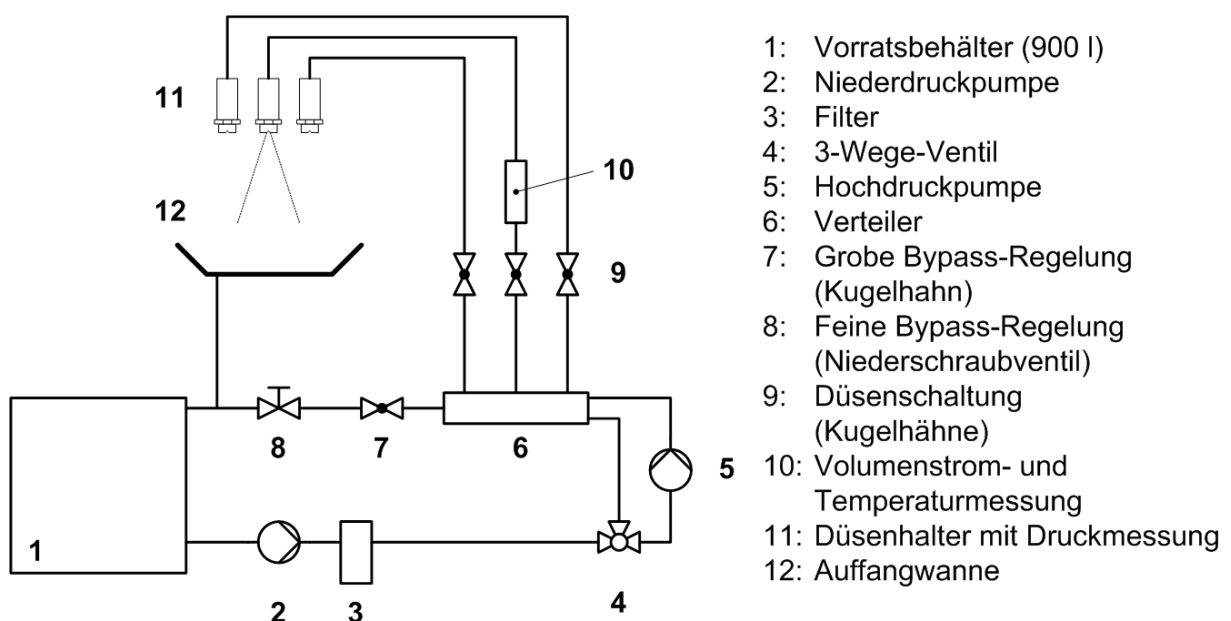 11
10
12
9
8
7
6
5
1
2
3
4
1: Vorratsbehälter (900 l)
2: Niederdruckpumpe
3: Filter
4: 3-Wege-Ventil
5: Hochdruckpumpe
6: Verteiler
7: Grobe Bypass-Regelung
(Kugelhahn)
8: Feine Bypass-Regelung
(Niederschraubventil)
9: Düsenschaltung
(Kugelhähne)
10: Volumenstrom- und
Temperaturmessung
11: Düsenhalter mit Druckmessung
12: Auffangwanne